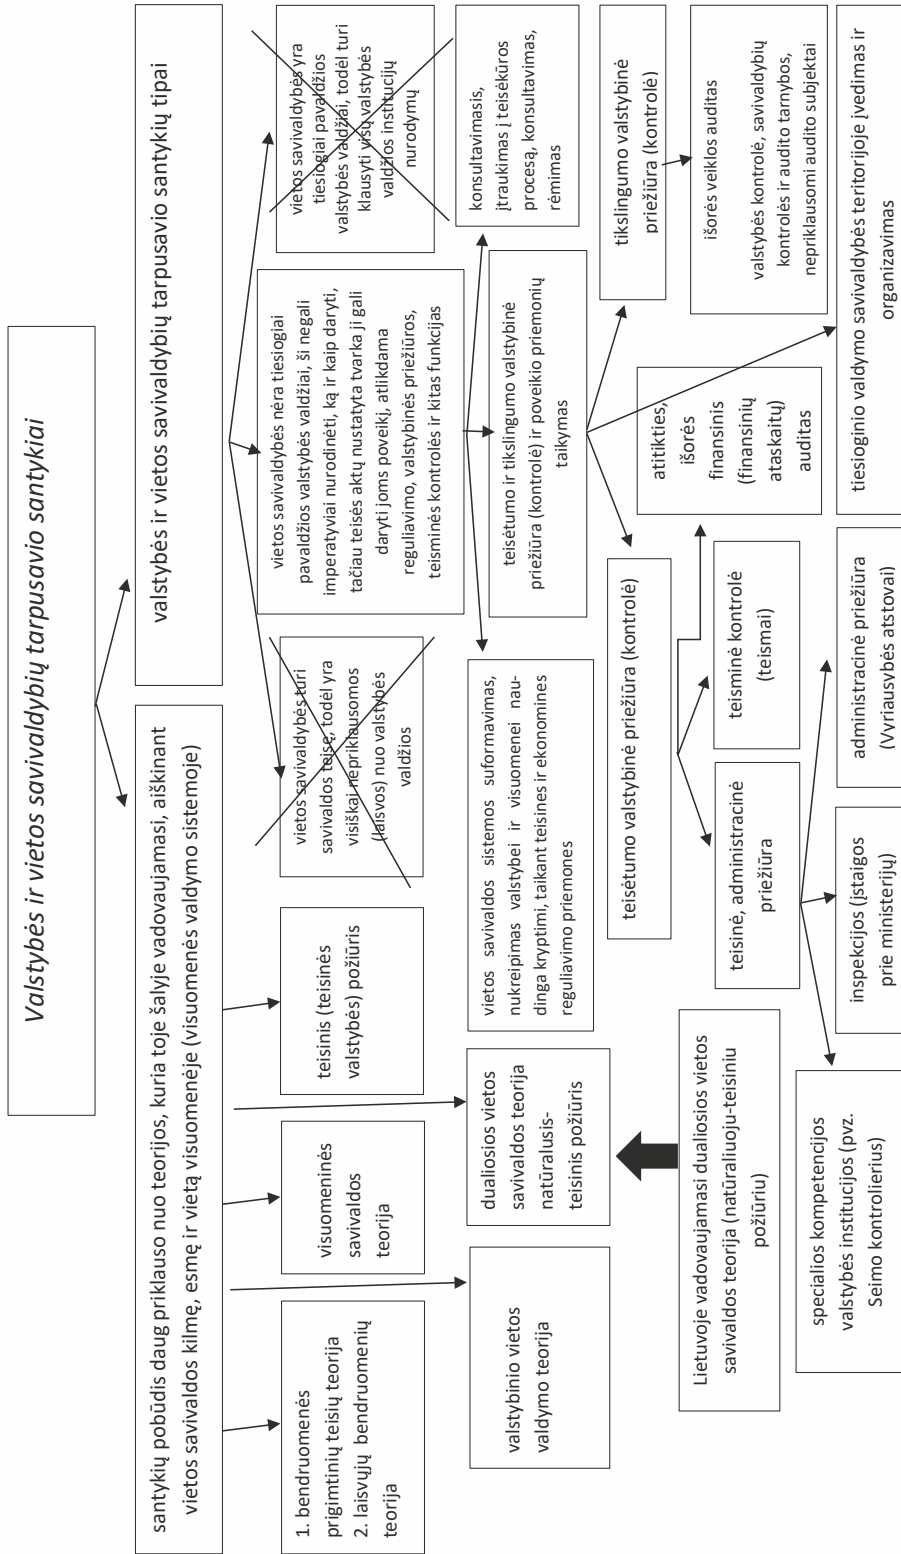 Valstybės ir vietos savivaldybių tarpusavio santykiai
santykių pobūdis daug priklauso nuo teorijos, kuria toje šalyje vadovaujamasi, aiškinant
vietos savivaldos kilmę, esmę ir vietą visuomenėje (visuomenės valdymo sistemoje)
valstybės ir vietos savivaldybių tarpusavio santykių tipai
1. bendruomenės
prigimtinių teisių teorija
2. laisvųjų bendruomenių
teorija
visuomeninės
savivaldos
teorija
teisinis (teisinės
valstybės) požiūris
vietos savivaldybės turi
savivaldos teisę, todėl yra
visiškai nepriklausomos
(laisvos) nuo valstybės
valdžios
vietos savivaldybės nėra tiesiogiai
pavaldžios valstybės valdžiai, ši negali
imperatyviai nurodinėti, ką ir kaip daryti,
tačiau teisės aktų nustatyta tvarka ji gali
daryti joms poveikį, atlikdama
reguliavimo, valstybinės priežiūros,
teisminės kontrolės ir kitas funkcijas
vietos savivaldybės yra
tiesiogiai pavaldžios
valstybės valdžiai, todėl turi
klausyti visų valstybės
valdžios institucijų
nurodymų
valstybinio vietos
valdymo teorija
dualiosios vietos
savivaldos teorija
natūralusis-
teisinis požiūris
vietos savivaldos sistemos suformavimas,
nukreipimas valstybei ir visuomenei nau-
dinga kryptimi, taikant teisines ir ekonomines
reguliavimo priemones
teisėtumo ir tikslingumo valstybinė
priežiūra (kontrolė) ir poveikio priemonių
taikymas
konsultavimasis,
įtraukimas į teisėkūros
procesą, konsultavimas,
rėmimas
Lietuvoje vadovaujamasi dualiosios vietos
savivaldos teorija (natūraliuoju-teisiniu
požiūriu)
teisėtumo valstybinė priežiūra (kontrolė)
tikslingumo valstybinė
priežiūra (kontrolė)
teisinė, administracinė
priežiūra
teisminė kontrolė
(teismai)
atitikties,
išorės
finansinis
(finansinių
ataskaitų)
auditas
išorės veiklos auditas
valstybės kontrolė, savivaldybių
kontrolės ir audito tarnybos,
nepriklausomi audito subjektai
specialios kompetencijos
valstybės institucijos (pvz.
Seimo kontrolierius)
inspekcijos (įstaigos
prie ministerijų)
administracinė priežiūra
(Vyriausybės atstovai)
tiesioginio valdymo savivaldybės teritorijoje įvedimas ir
organizavimas